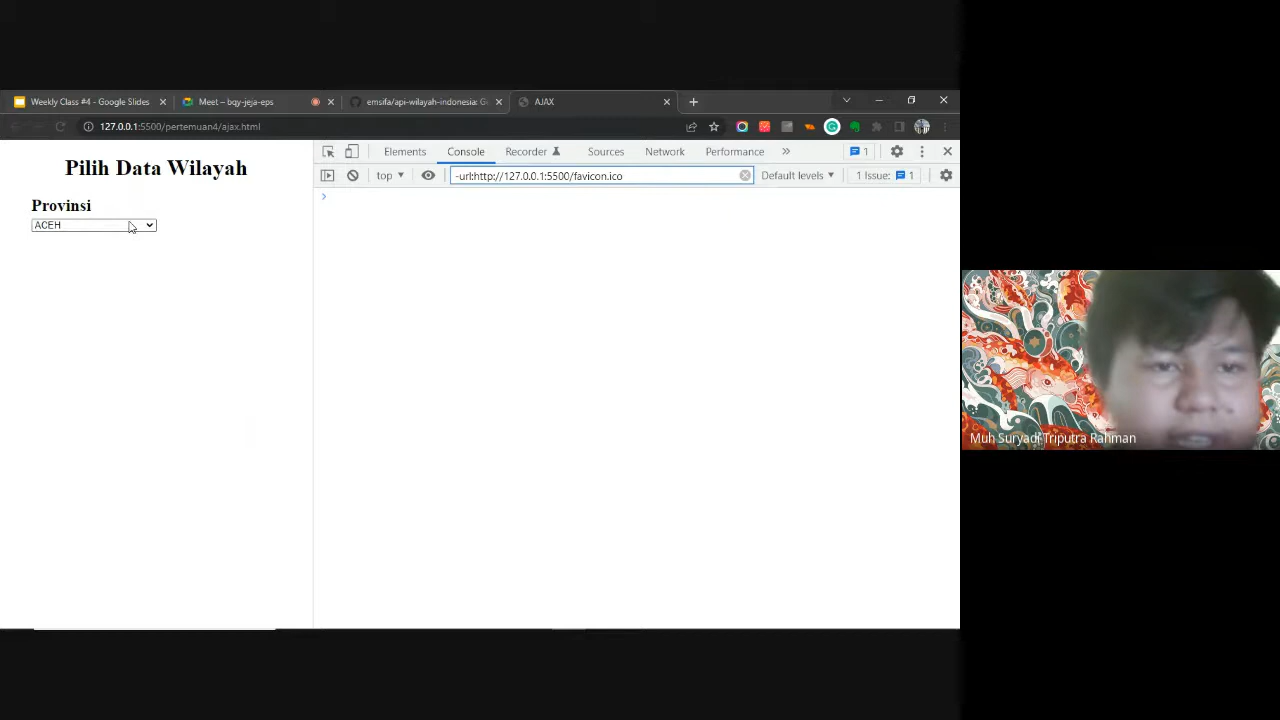 Weekly Class #4 - Google Slides
Meet – bqy-jeja-eps
emsifa/api-wilayah-indonesia: G
AJAX
127.0.0.1:5500/pertemuan4/ajax.html
Elements
Console
Recorder
Sources
Network
Performance
1
top
-url:http://127.0.0.1:5500/favicon.ico
Default levels
1 Issue:
1
Pilih Data Wilayah
Provinsi
ACEH
Muh Suryadi Triputra Rahman